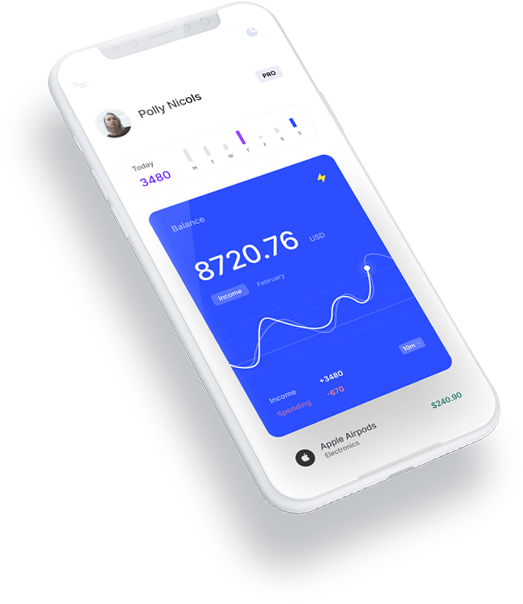 PRO
Polly Nicols
Today
3480
M T W T F S S
Balance
8720.76 USD
Income February
10m
Income +3480
Spending -670
Apple Airpods $240.90
Electronics